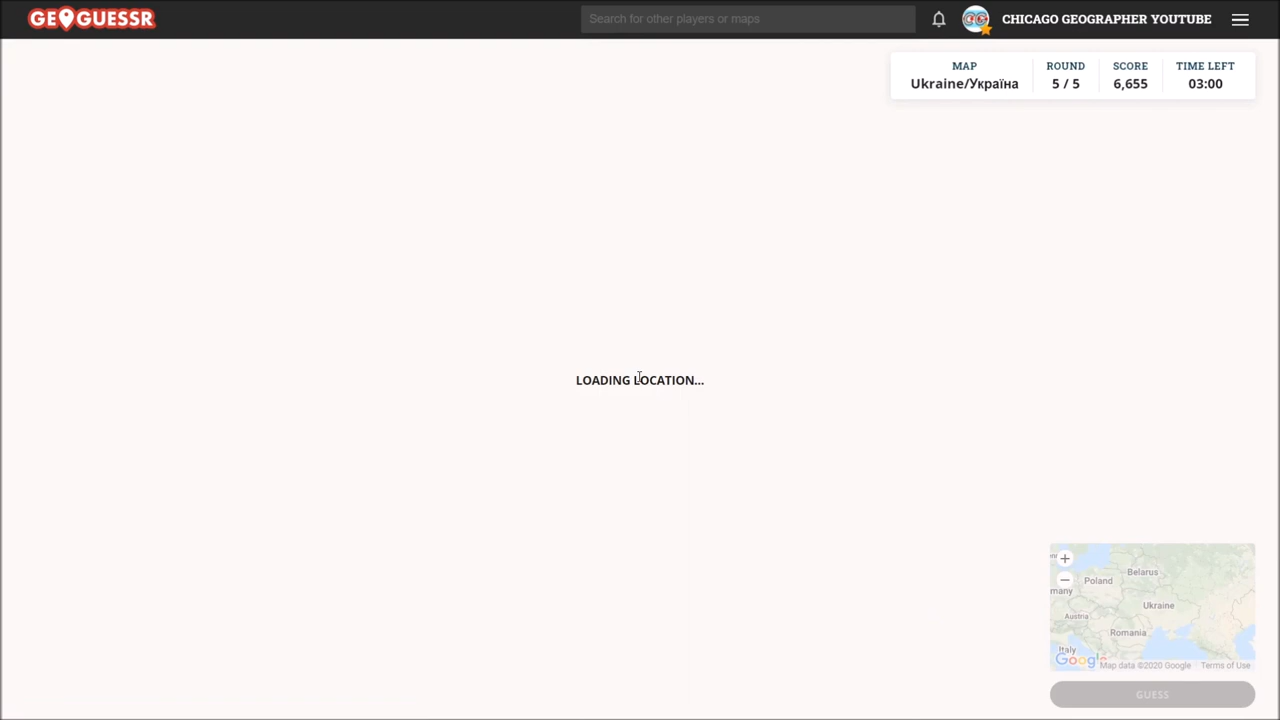 GEOGUESSR
Search for other players or maps
CHICAGO GEOGRAPHER YOUTUBE
MAP
Ukraine/Україна
ROUND
5 / 5
SCORE
6,655
TIME LEFT
03:00
LOADING LOCATION...
Belarus
Poland
many
Ukraine
Austria
Romania
Italy
Google
Map data ©2020 Google
Terms of Use
GUESS